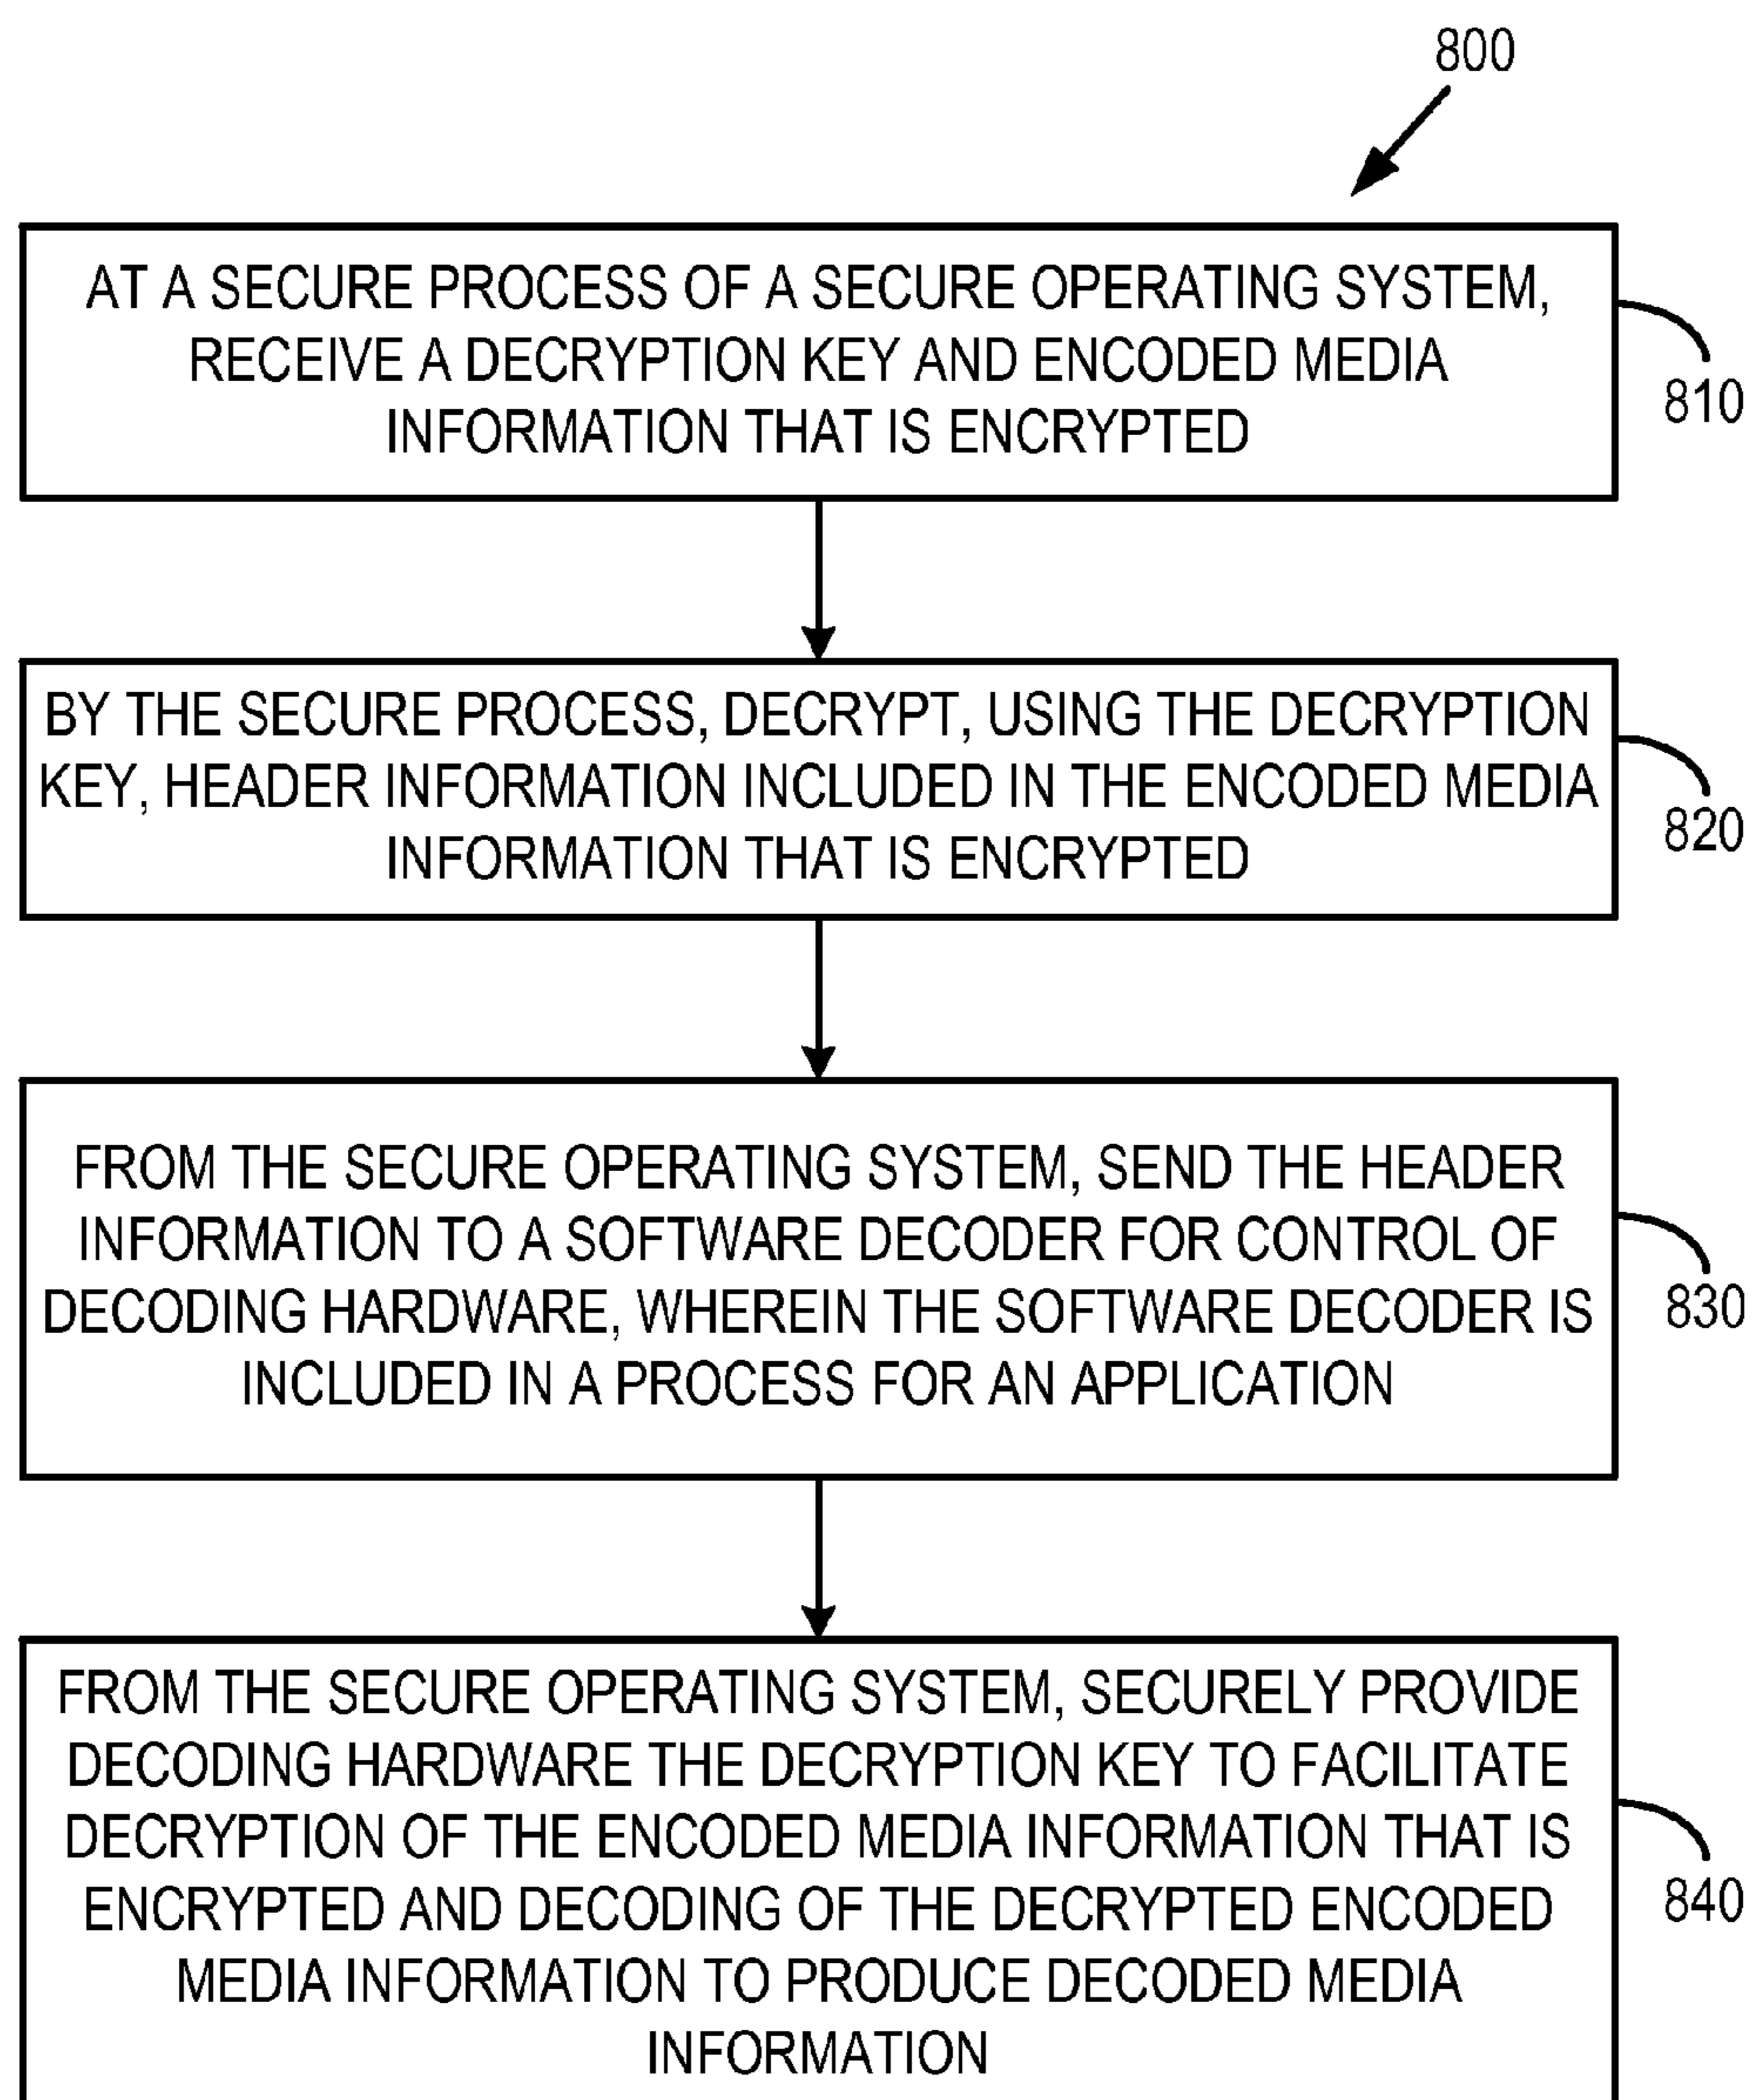 800
AT A SECURE PROCESS OF A SECURE OPERATING SYSTEM,
RECEIVE A DECRYPTION KEY AND ENCODED MEDIA
INFORMATION THAT IS ENCRYPTED
810
BY THE SECURE PROCESS, DECRYPT, USING THE DECRYPTION
KEY, HEADER INFORMATION INCLUDED IN THE ENCODED MEDIA
INFORMATION THAT IS ENCRYPTED
820
FROM THE SECURE OPERATING SYSTEM, SEND THE HEADER
INFORMATION TO A SOFTWARE DECODER FOR CONTROL OF
DECODING HARDWARE, WHEREIN THE SOFTWARE DECODER IS
INCLUDED IN A PROCESS FOR AN APPLICATION
830
FROM THE SECURE OPERATING SYSTEM, SECURELY PROVIDE
DECODING HARDWARE THE DECRYPTION KEY TO FACILITATE
DECRYPTION OF THE ENCODED MEDIA INFORMATION THAT IS
ENCRYPTED AND DECODING OF THE DECRYPTED ENCODED
MEDIA INFORMATION TO PRODUCE DECODED MEDIA
INFORMATION
840